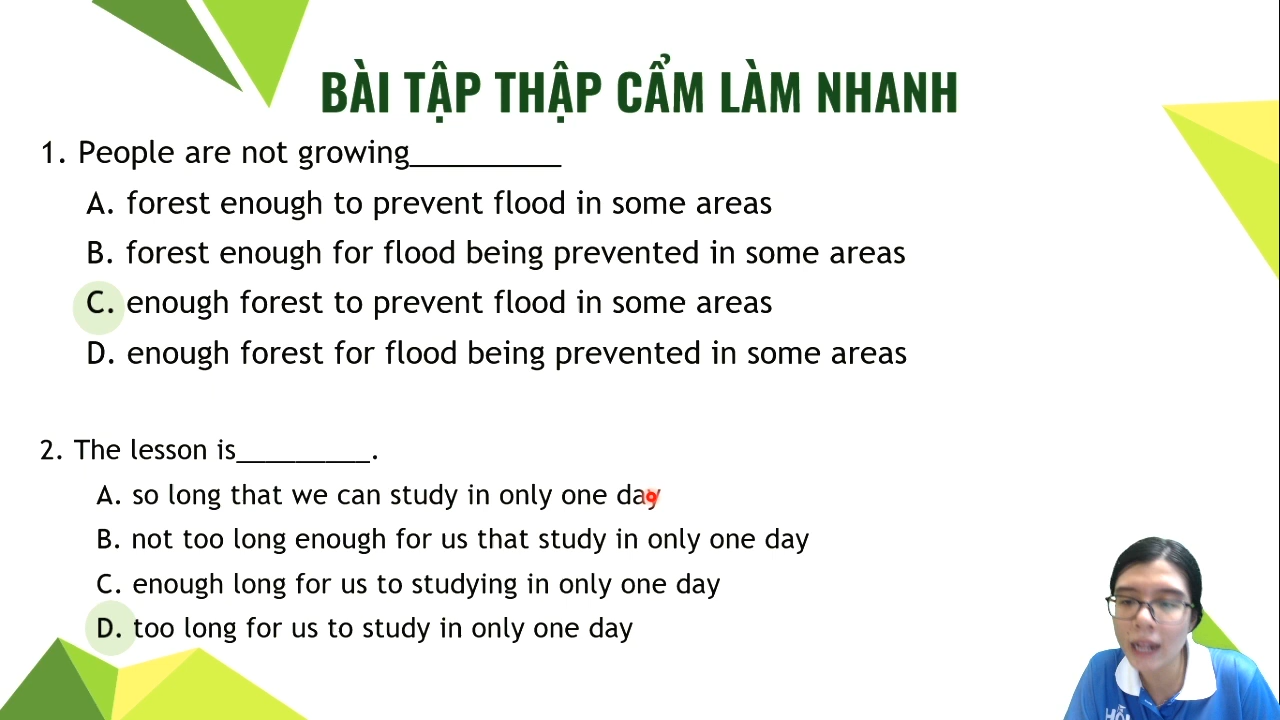 BÀI TẬP THẬP CẨM LÀM NHANH
1. People are not growing__________
A. forest enough to prevent flood in some areas
B. forest enough for flood being prevented in some areas
C. enough forest to prevent flood in some areas
D. enough forest for flood being prevented in some areas
2. The lesson is_________.
A. so long that we can study in only one day
B. not too long enough for us that study in only one day
C. enough long for us to studying in only one day
D. too long for us to study in only one day